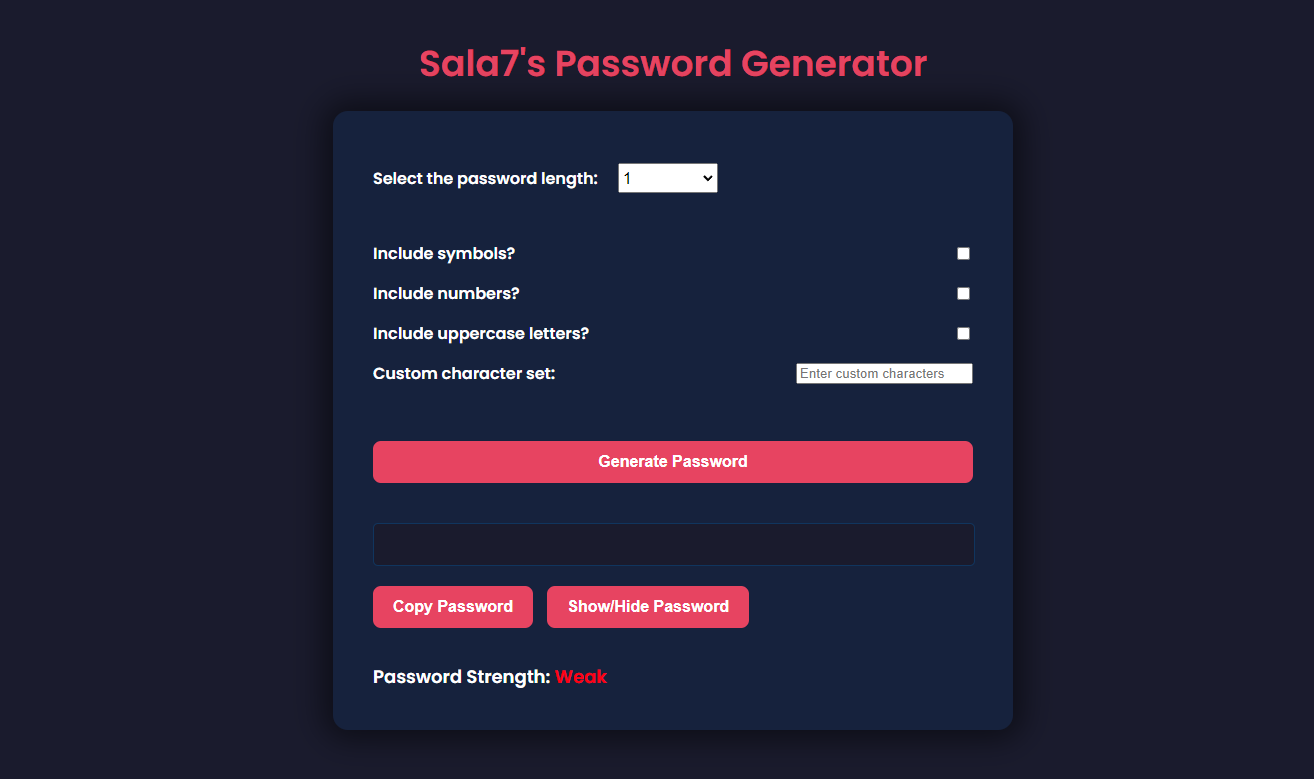 Sala7's Password Generator
Select the password length: 1
Include symbols?
Include numbers?
Include uppercase letters?
Custom character set: Enter custom characters
Generate Password
Copy Password Show/Hide Password
Password Strength: Weak